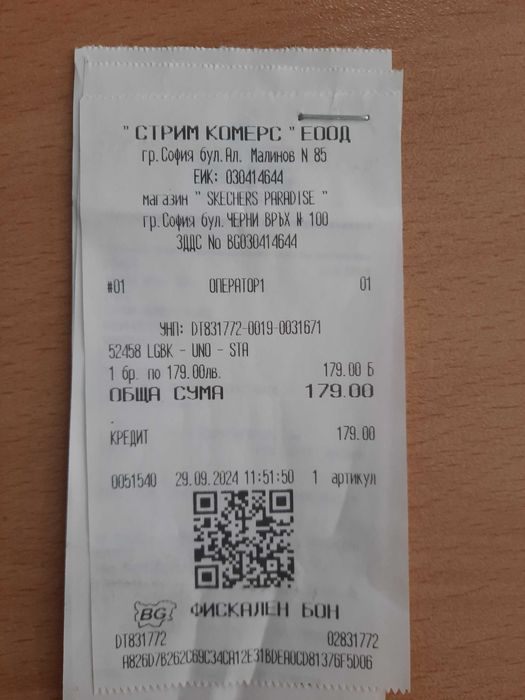 " СТРИМ КОМЕРС " ЕООД
гр.София бул.Ал. Малинов N 85
ЕИК: 030414644
магазин " SKECHERS PARADISE "
гр.София бул.ЧЕРНИ ВРЪХ № 100
ЗДДС No BG030414644
#01 ОПЕРАТОР1 01
УНП: DT831772-0019-0031671
52458 LGBK - UNO - STA
1 бр. по 179.00лв. 179.00 Б
ОБЩА СУМА 179.00
.
КРЕДИТ 179.00
0051540 29.09.2024 11:51:50 1 артикул
BG ФИСКАЛЕН БОН
DT831772 02831772
A826D7B262C69C34CA12E31BDEA0CD81376F5D06